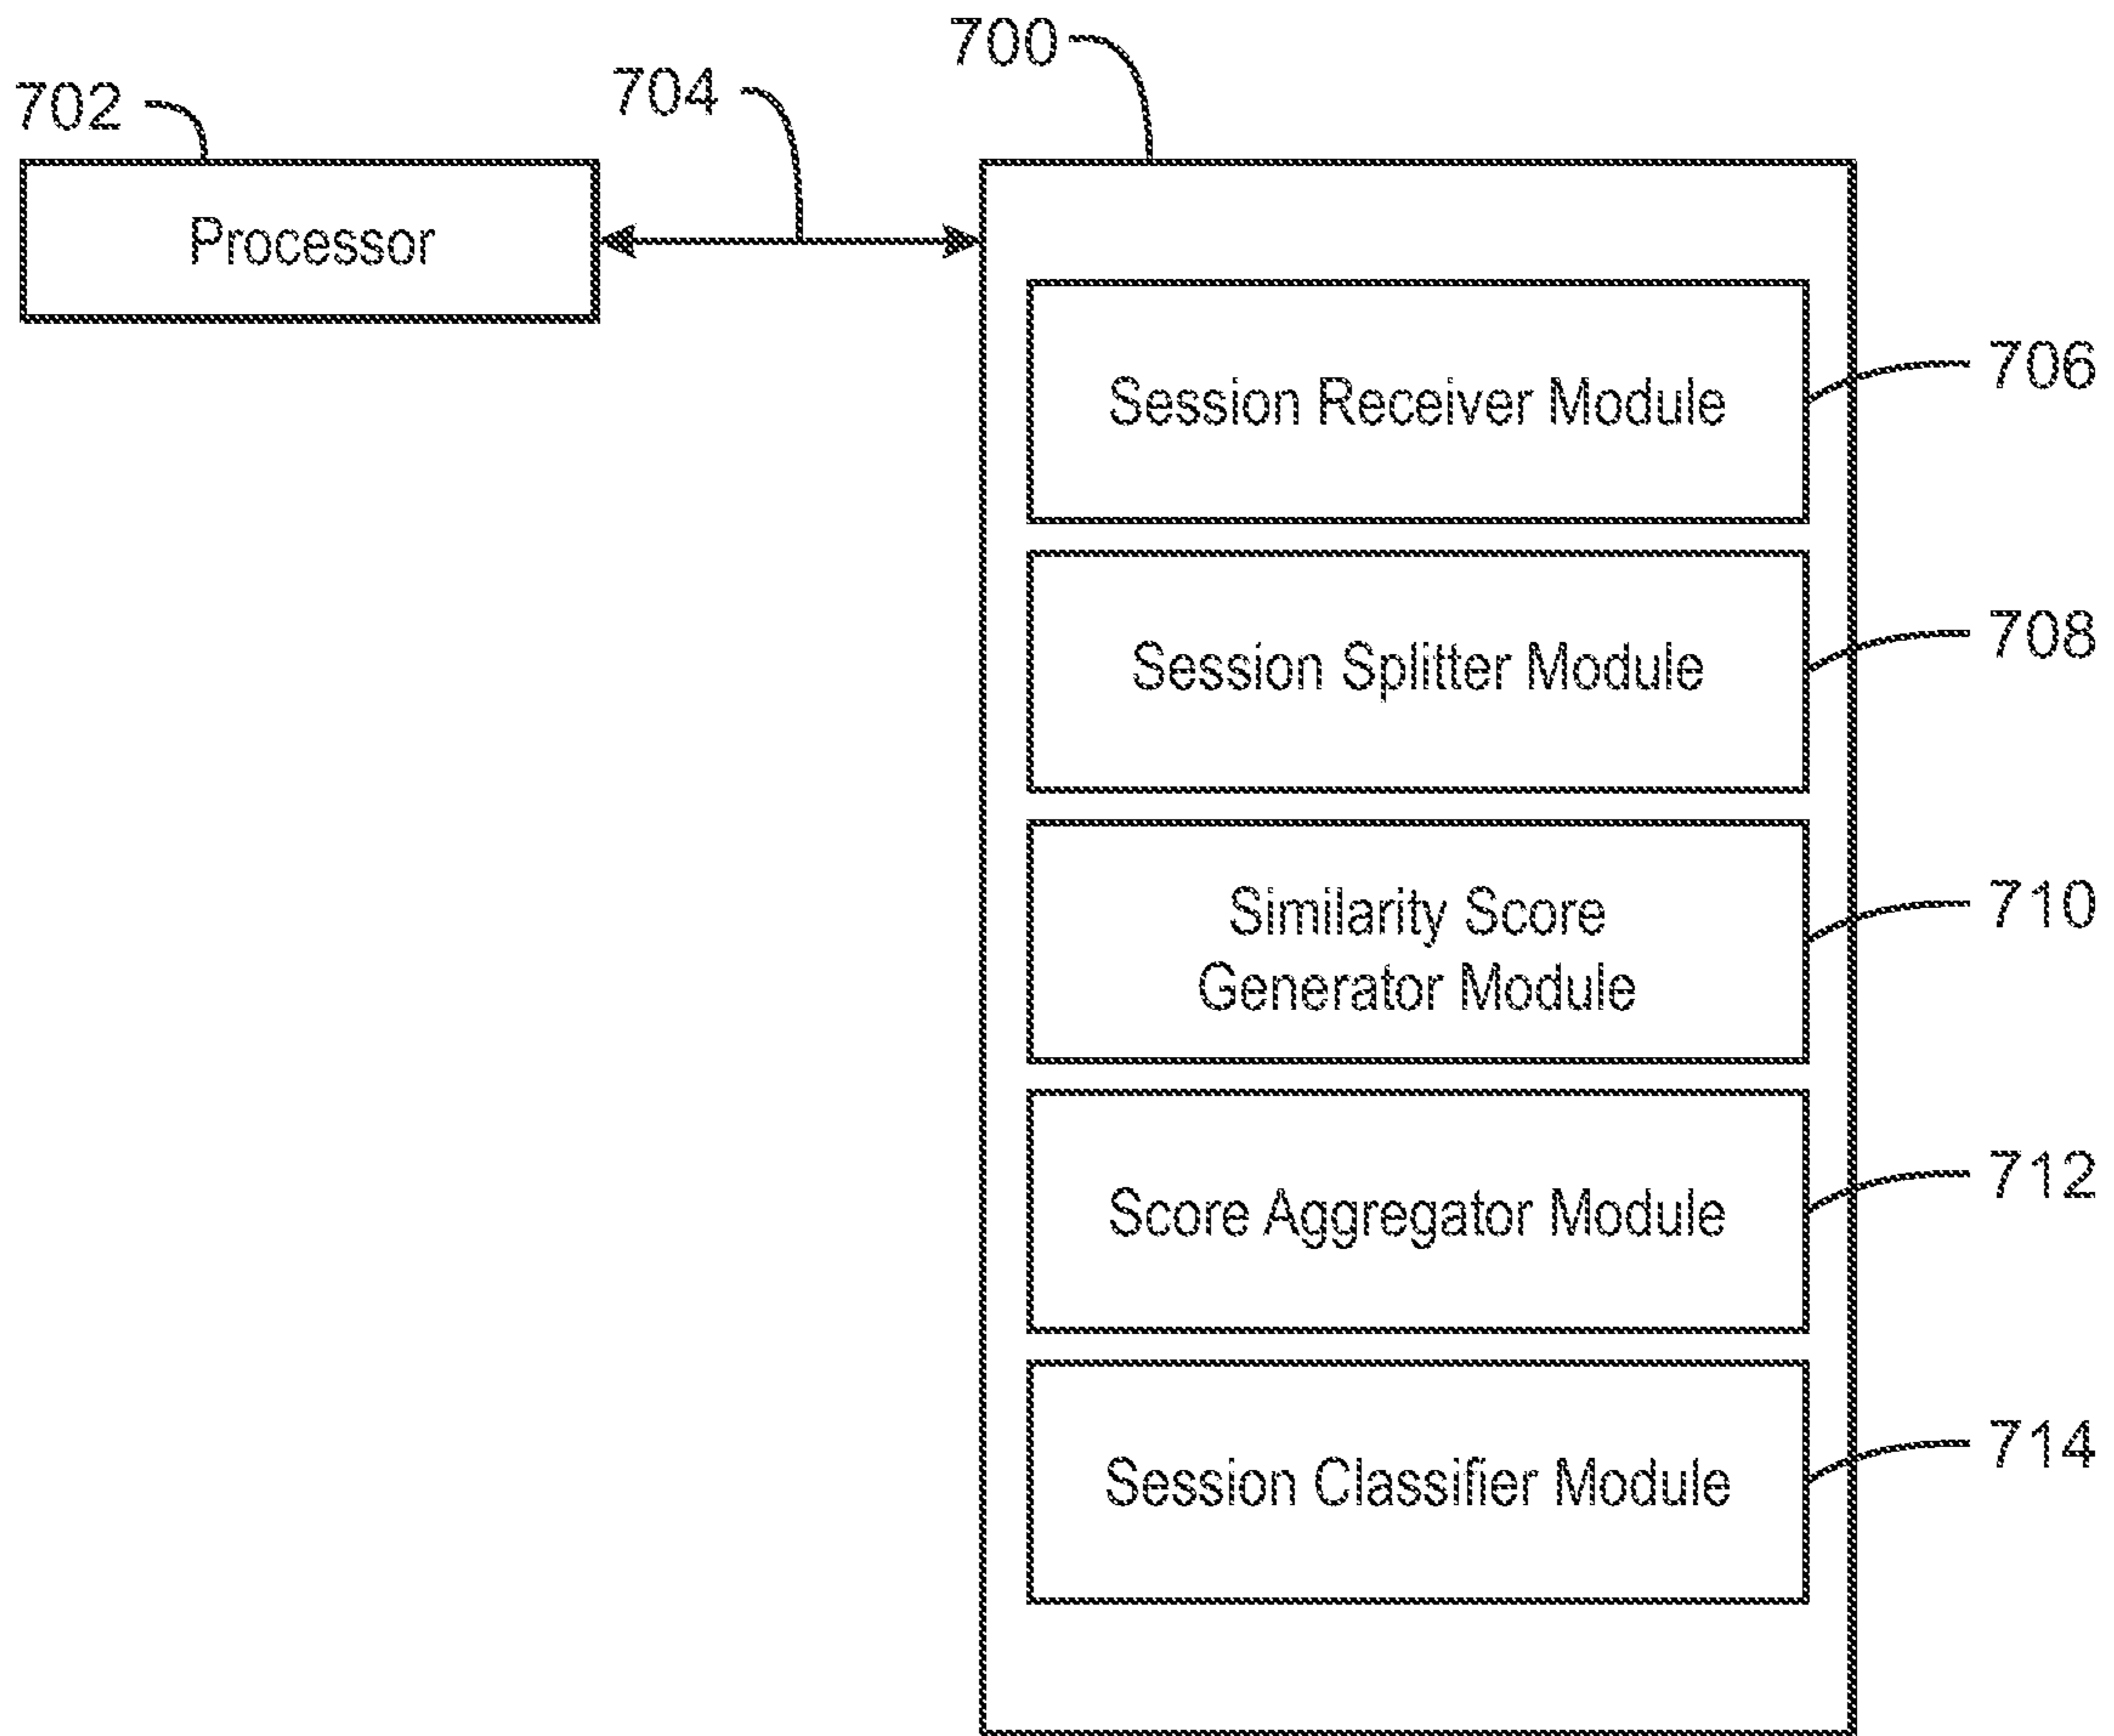 700
704
702
Processor
Session Receiver Module
706
Session Splitter Module
708
Similarity Score
Generator Module
710
Score Aggregator Module
712
Session Classifier Module
714